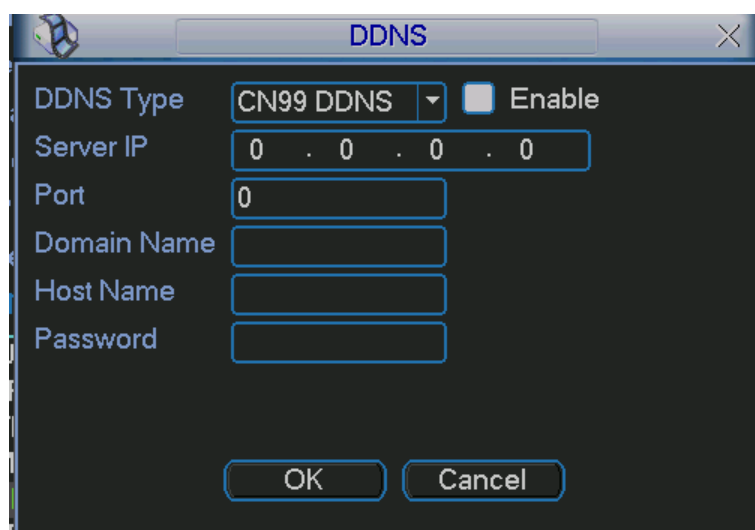 DDNS
DDNS Type CN99 DDNS Enable
Server IP 0 . 0 . 0 . 0
Port 0
Domain Name
Host Name
Password
OK Cancel